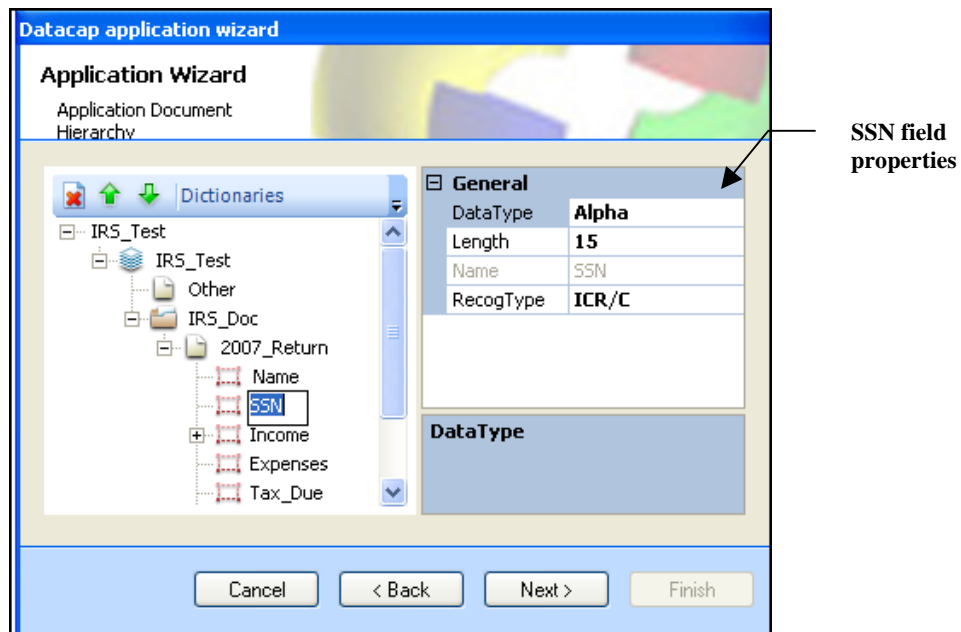 Datacap application wizard
Application Wizard
Application Document
Hierarchy
Dictionaries
IRS_Test
IRS_Test
Other
IRS_Doc
2007_Return
Name
SSN
Income
Expenses
Tax_Due
General
DataType Alpha
Length 15
Name SSN
RecogType ICR/C
DataType
SSN field
properties
Cancel
< Back
Next >
Finish